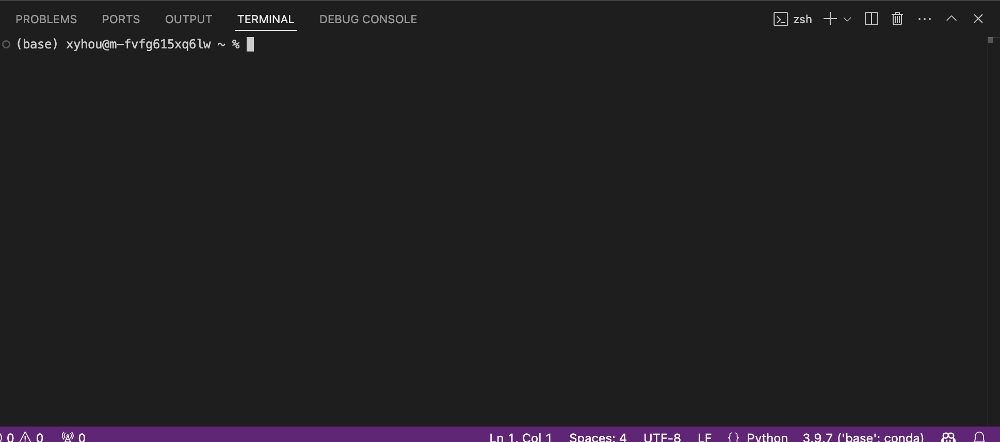 PROBLEMS PORTS OUTPUT TERMINAL DEBUG CONSOLE zsh
(base) xyhou@m-fvfg615xq6lw ~ %
0 0 0 Ln 1, Col 1 Spaces: 4 UTF-8 LF {} Python 3.9.7 ('base': conda)